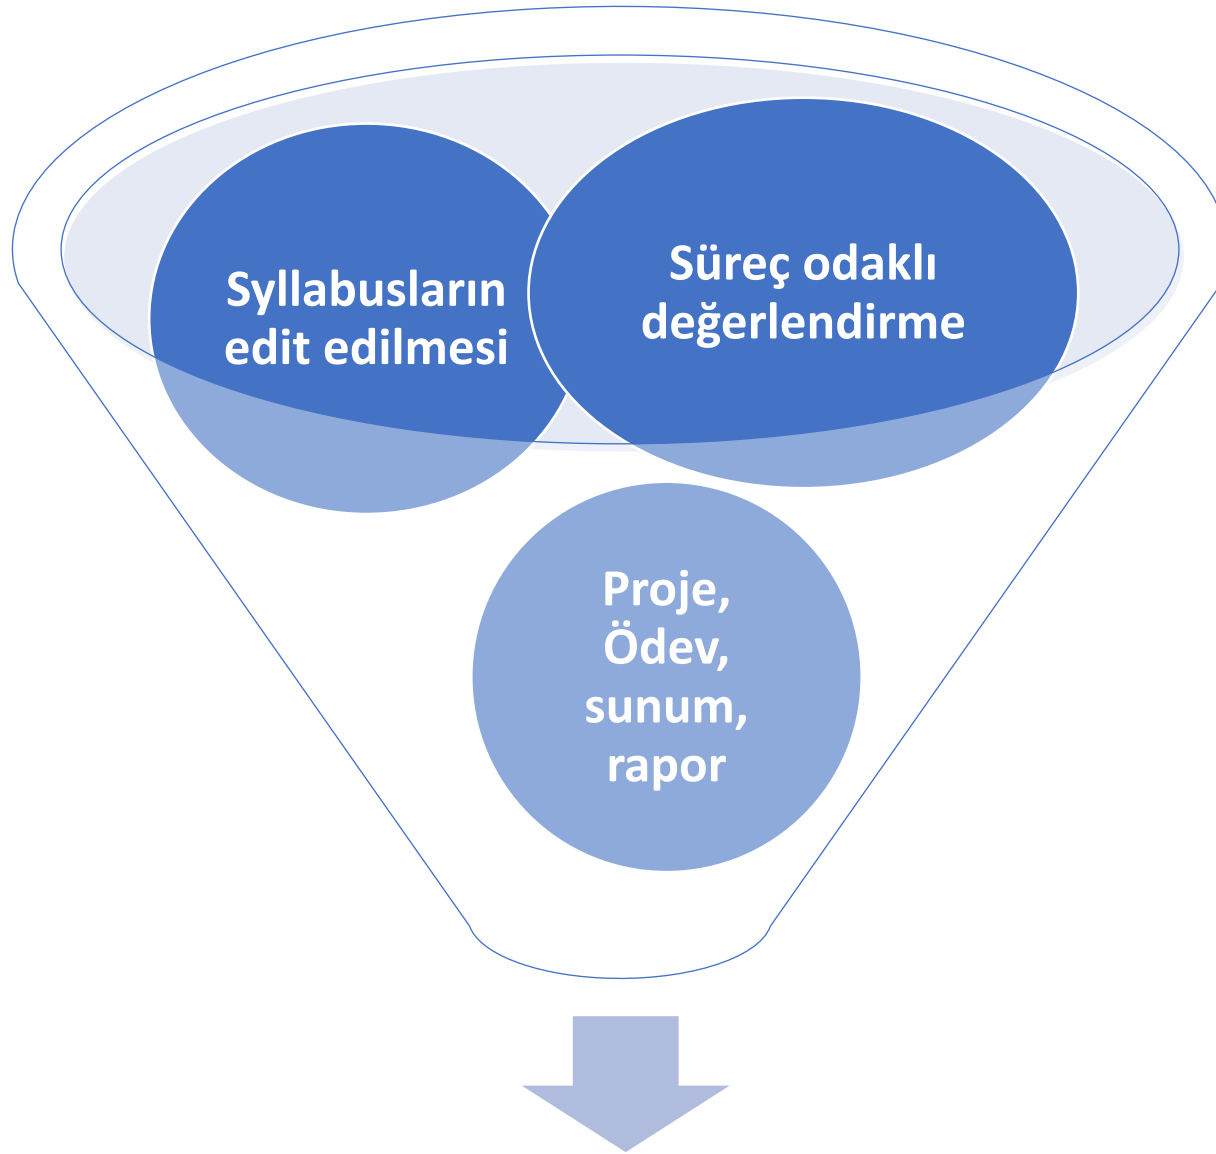 Syllabusların
edit edilmesi
Süreç odaklı
değerlendirme
Proje,
Ödev,
sunum,
rapor